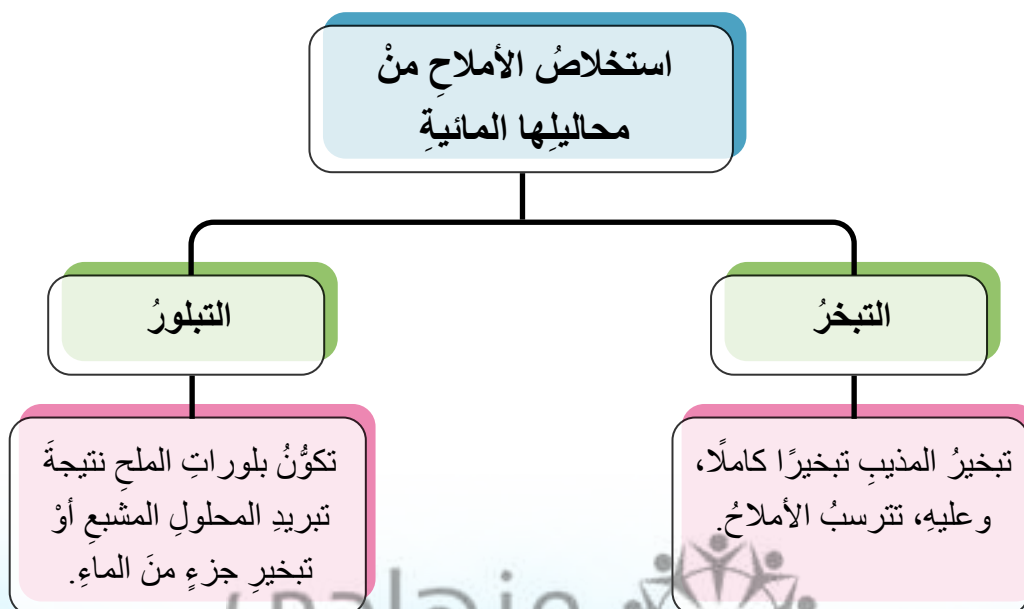 استخلاصُ الأملاحِ منْ
محاليلِها المائيةِ
التبخرُ
التبلورُ
تبخيرُ المذيبِ تبخيرًا كاملًا،
وعليهِ، تترسبُ الأملاحُ.
تكوُّنُ بلوراتِ الملحِ نتيجةَ
تبريدِ المحلولِ المشبعِ أوْ
تبخيرِ جزءٍ منَ الماءِ.